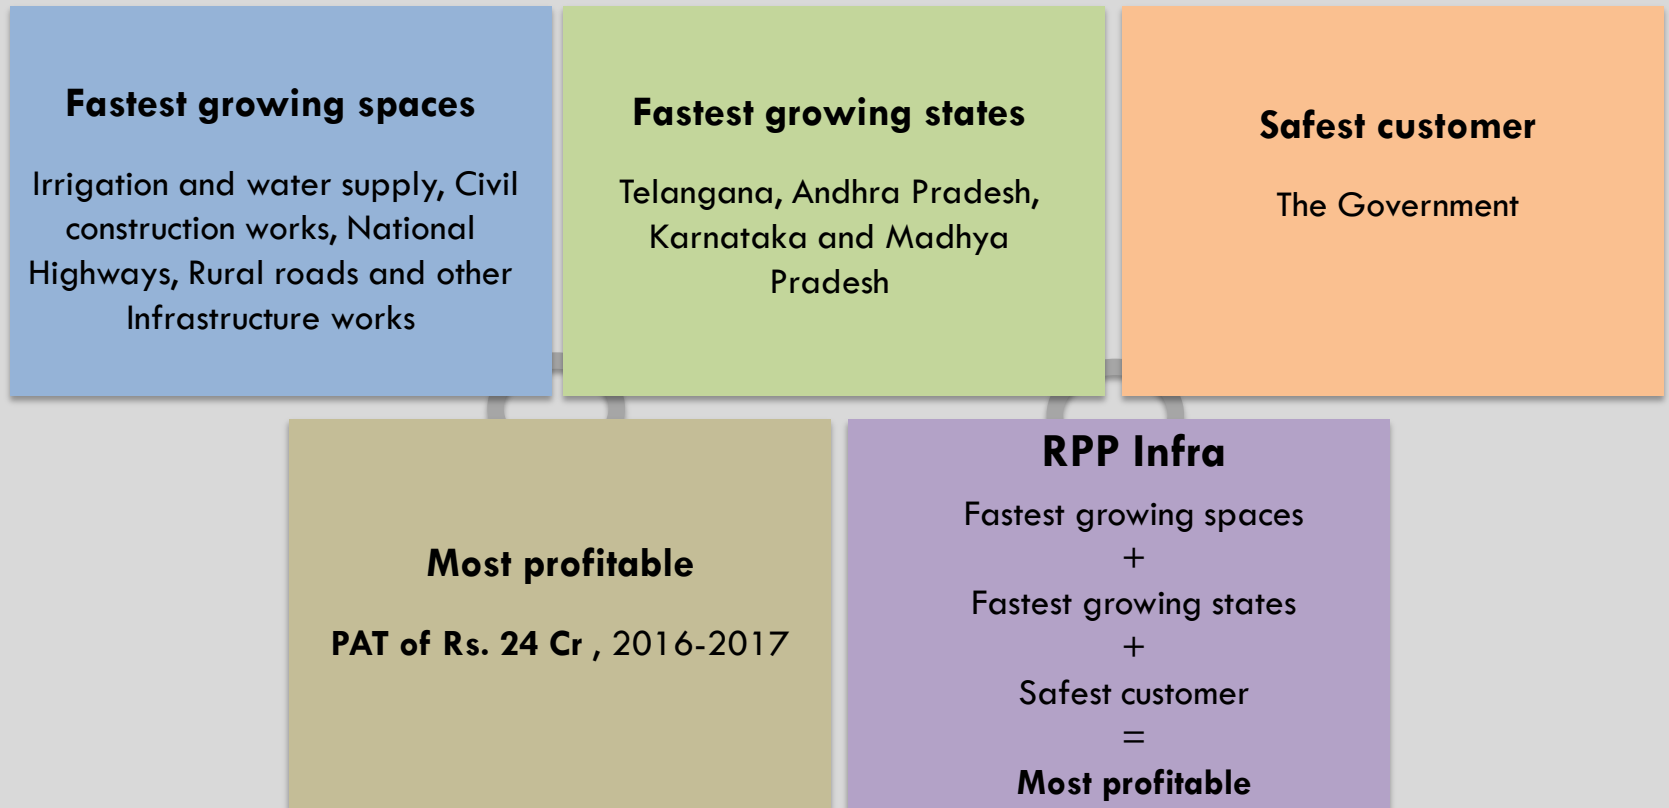 Fastest growing spaces
Irrigation and water supply, Civil
construction works, National
Highways, Rural roads and other
Infrastructure works
Fastest growing states
Telangana, Andhra Pradesh,
Karnataka and Madhya
Pradesh
Safest customer
The Government
Most profitable
PAT of Rs. 24 Cr , 2016-2017
RPP Infra
Fastest growing spaces
+
Fastest growing states
+
Safest customer
=
Most profitable